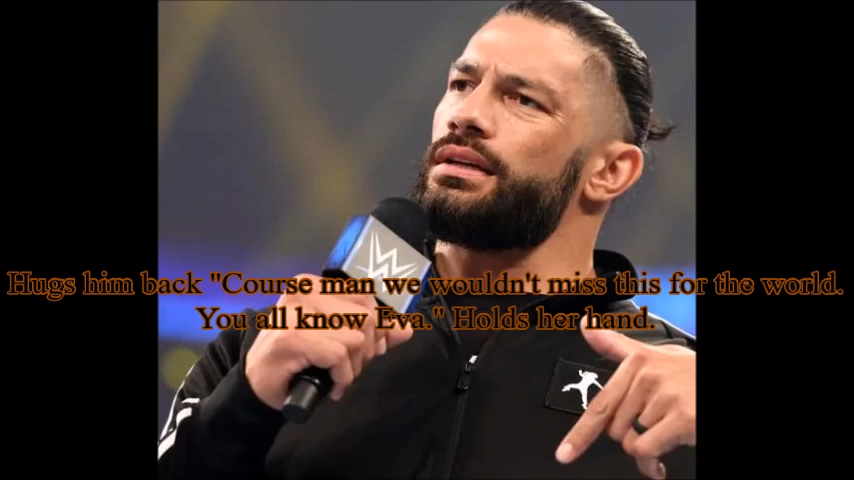 Hugs him back "Course man we wouldn't miss this for the world.
You all know Eva." Holds her hand.
W